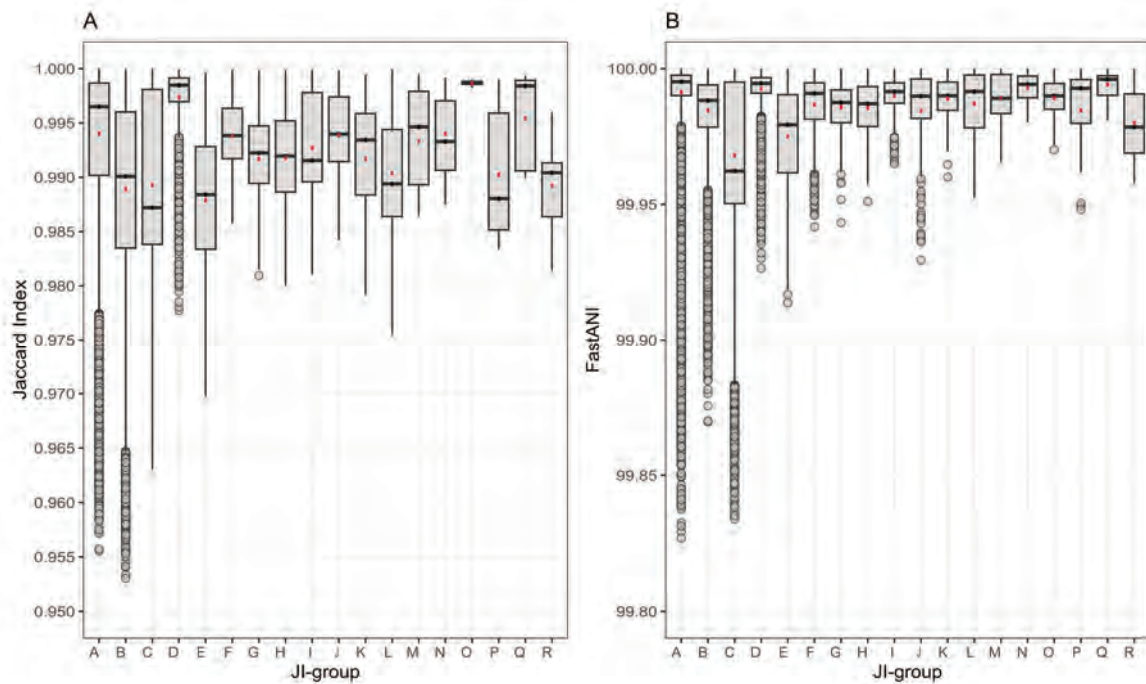 A
Jaccard Index
1.000
0.995
0.990
0.985
0.980
0.975
0.970
0.965
0.960
0.955
0.950
A B C D E F G H I J K L M N O P Q R
JI-group
B
FastANI
100.00
99.95
99.90
99.85
99.80
A B C D E F G H I J K L M N O P Q R
JI-group